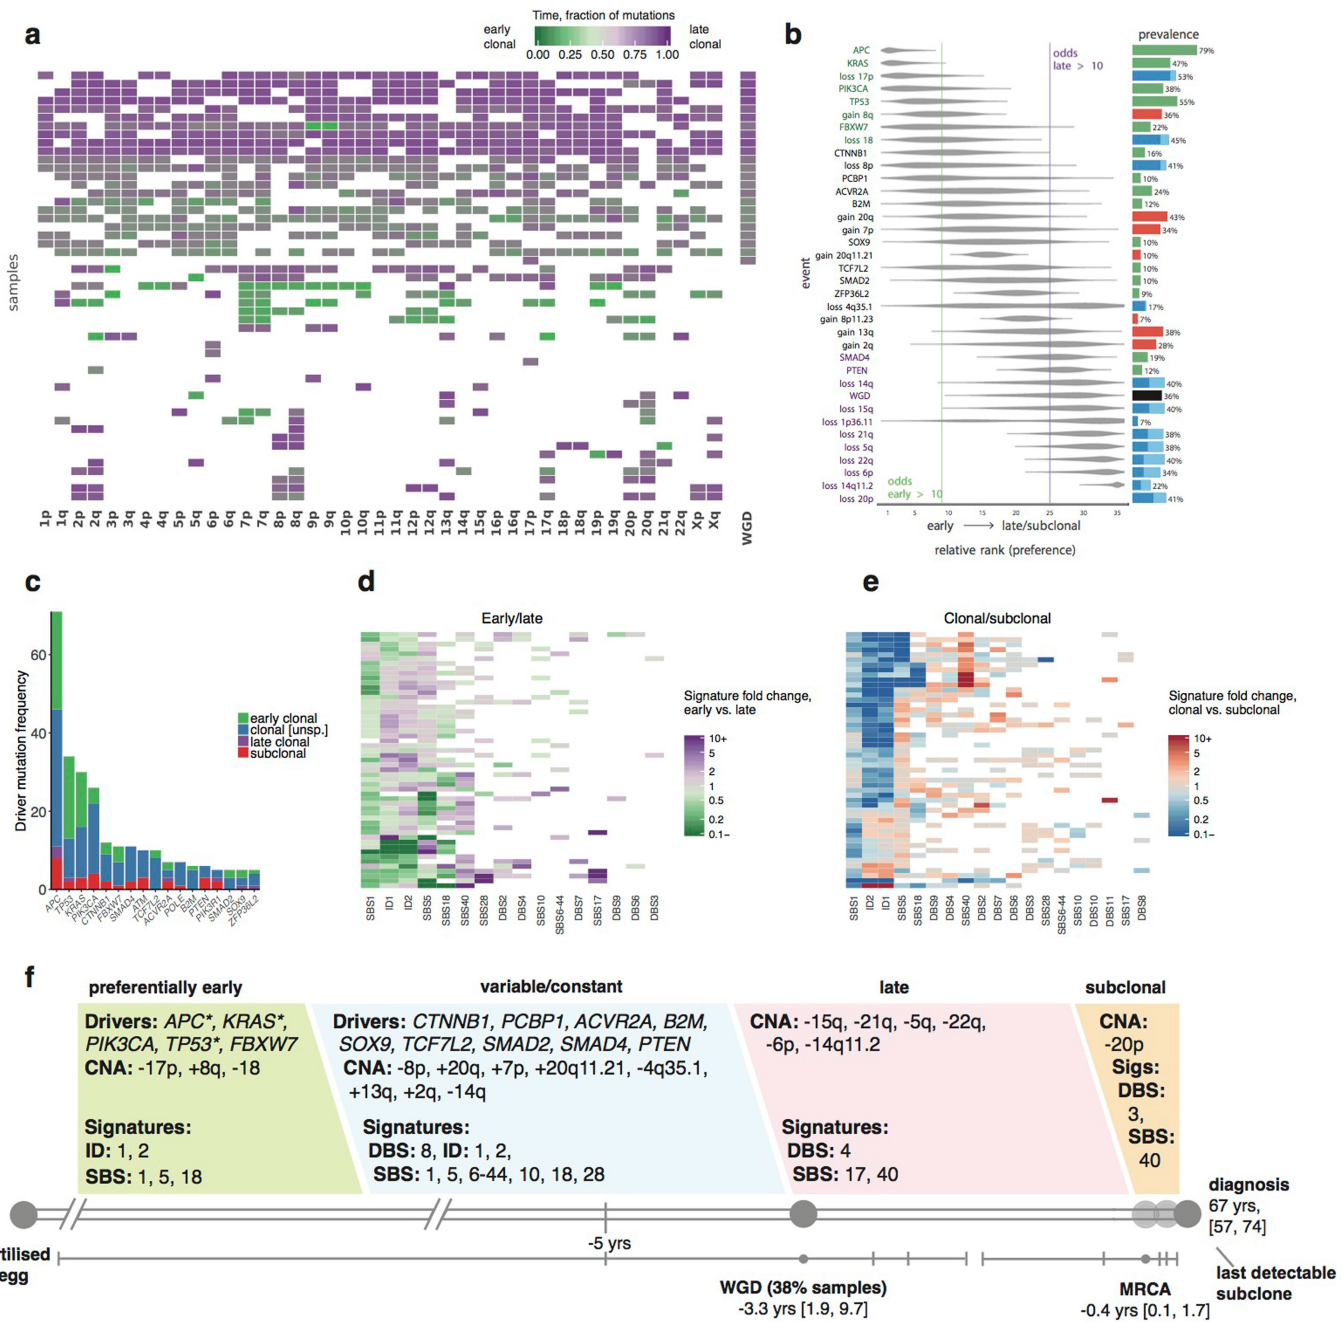 a
Time, fraction of mutations
early clonal
late clonal
0.00 0.25 0.50 0.75 1.00
samples
1p 1q 2p 2q 3p 3q 4p 4q 5p 5q 6p 6q 7p 7q 8p 8q 9p 9q 10p 10q 11p 11q 12p 12q 13q 14q 15q 16p 16q 17p 17q 18p 18q 19p 19q 20p 20q 21q 22q Xp Xq WGD
b
prevalence
odds
late > 10
event
APC 79%
KRAS 47%
loss 17p 53%
PIK3CA 38%
TP53 55%
gain 8q 36%
FBXW7 22%
loss 18 45%
CTNNB1 16%
loss 8p 41%
PCBP1 10%
ACVR2A 24%
B2M 12%
gain 20q 43%
gain 7p 34%
SOX9 10%
gain 20q11.21 10%
TCF7L2 10%
SMAD2 10%
ZFP36L2 9%
loss 4q35.1 17%
gain 8p11.23 7%
gain 13q 38%
gain 2q 28%
SMAD4 19%
PTEN 12%
loss 14q 40%
WGD 36%
loss 15q 40%
loss 1p36.11 7%
loss 21q 38%
loss 5q 38%
loss 22q 40%
loss 6p 34%
loss 14q11.2 22%
loss 20p 41%
odds
early > 10
1 5 10 15 20 25 30 35
early late/subclonal
relative rank (preference)
c
Driver mutation frequency
60
40
20
0
early clonal
clonal [unsp.]
late clonal
subclonal
APC TP53 KRAS PIK3CA CTNNB1 FBXW7 SMAD4 ATM TCF7L2 ACVR2A POLE B2M PTEN PIK3R1 SMAD2 SOX9 ZFP36L2
d
Early/late
Signature fold change,
early vs. late
10+
5
2
1
0.5
0.2
0.1−
SBS1 ID1 ID2 SBS5 SBS18 SBS40 SBS28 DBS2 DBS4 SBS10 SBS6-44 DBS7 SBS17 DBS9 DBS6 DBS3
e
Clonal/subclonal
Signature fold change,
clonal vs. subclonal
10+
5
2
1
0.5
0.2
0.1−
SBS1 ID2 ID1 SBS5 SBS18 DBS9 DBS4 SBS40 DBS2 DBS7 DBS6 DBS3 SBS28 SBS6-44 SBS10 DBS10 DBS11 SBS17 DBS8
f
preferentially early
variable/constant
late
subclonal
Drivers: APC*, KRAS*,
PIK3CA, TP53*, FBXW7
CNA: -17p, +8q, -18
Signatures:
ID: 1, 2
SBS: 1, 5, 18
Drivers: CTNNB1, PCBP1, ACVR2A, B2M,
SOX9, TCF7L2, SMAD2, SMAD4, PTEN
CNA: -8p, +20q, +7p, +20q11.21, -4q35.1,
+13q, +2q, -14q
Signatures:
DBS: 8, ID: 1, 2,
SBS: 1, 5, 6-44, 10, 18, 28
CNA: -15q, -21q, -5q, -22q,
-6p, -14q11.2
Signatures:
DBS: 4
SBS: 17, 40
CNA:
-20p
Sigs:
DBS:
3,
SBS:
40
diagnosis
67 yrs,
[57, 74]
-5 yrs
rtilised
egg
WGD (38% samples)
-3.3 yrs [1.9, 9.7]
MRCA
-0.4 yrs [0.1, 1.7]
last detectable
subclone